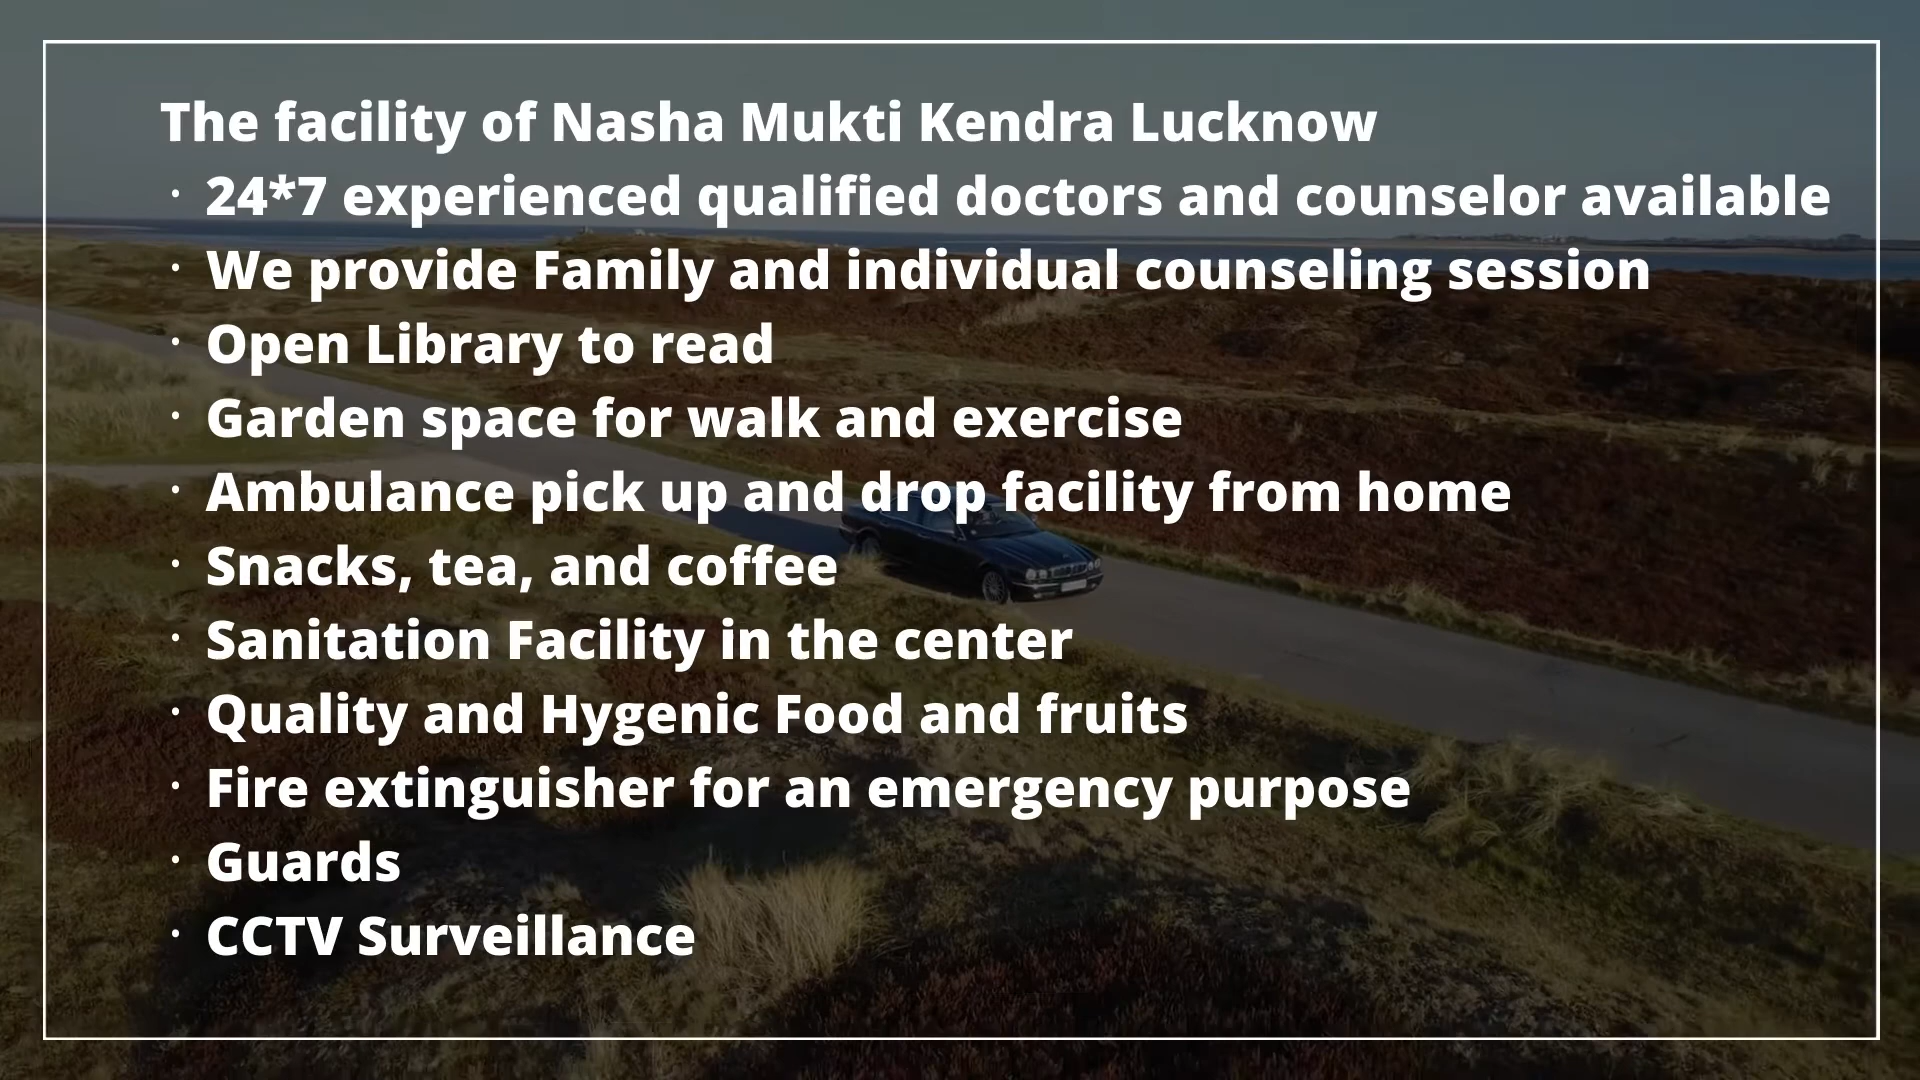 The facility of Nasha Mukti Kendra Lucknow
· 24*7 experienced qualified doctors and counselor available
· We provide Family and individual counseling session
· Open Library to read
· Garden space for walk and exercise
· Ambulance pick up and drop facility from home
· Snacks, tea, and coffee
· Sanitation Facility in the center
· Quality and Hygenic Food and fruits
· Fire extinguisher for an emergency purpose
· Guards
· CCTV Surveillance